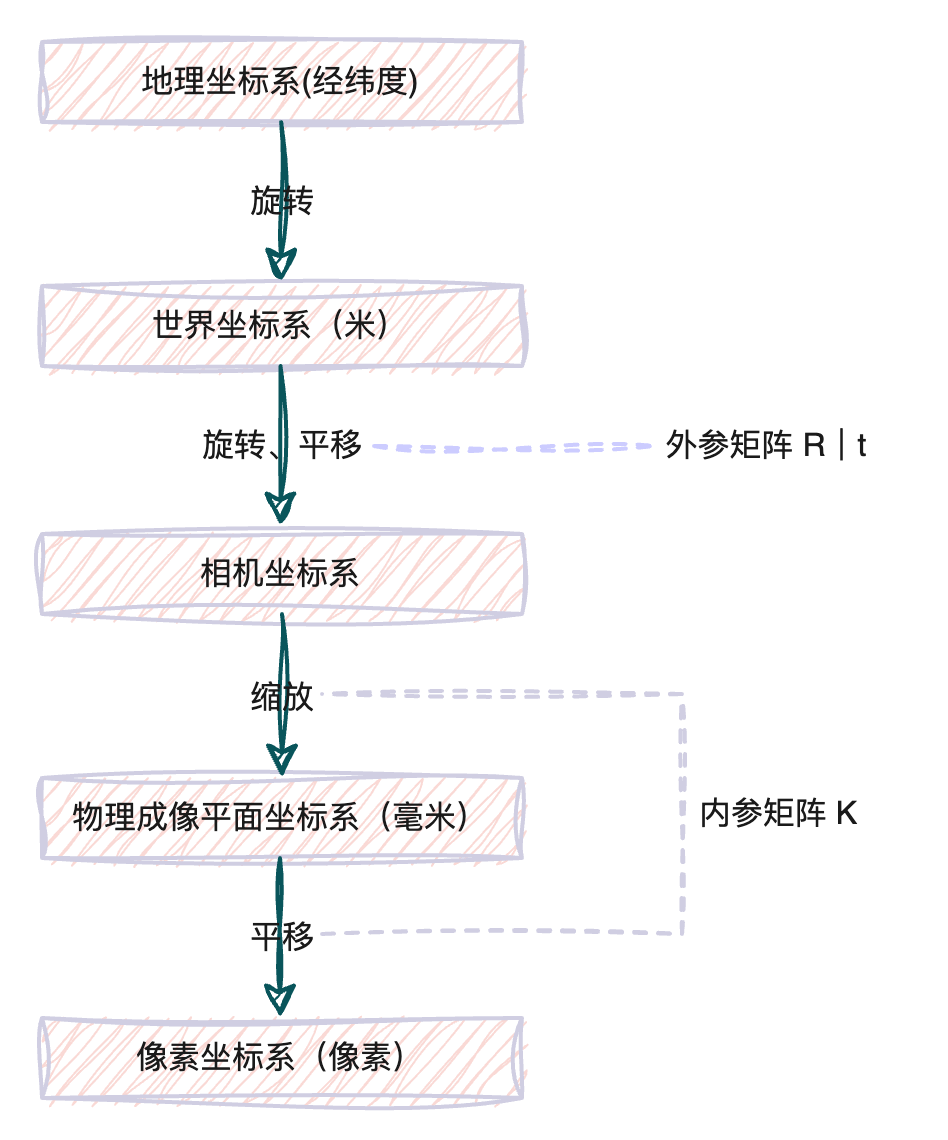 地理坐标系(经纬度)
旋转
世界坐标系（米）
旋转、平移
外参矩阵 R | t
相机坐标系
缩放
物理成像平面坐标系（毫米）
内参矩阵 K
平移
像素坐标系（像素）